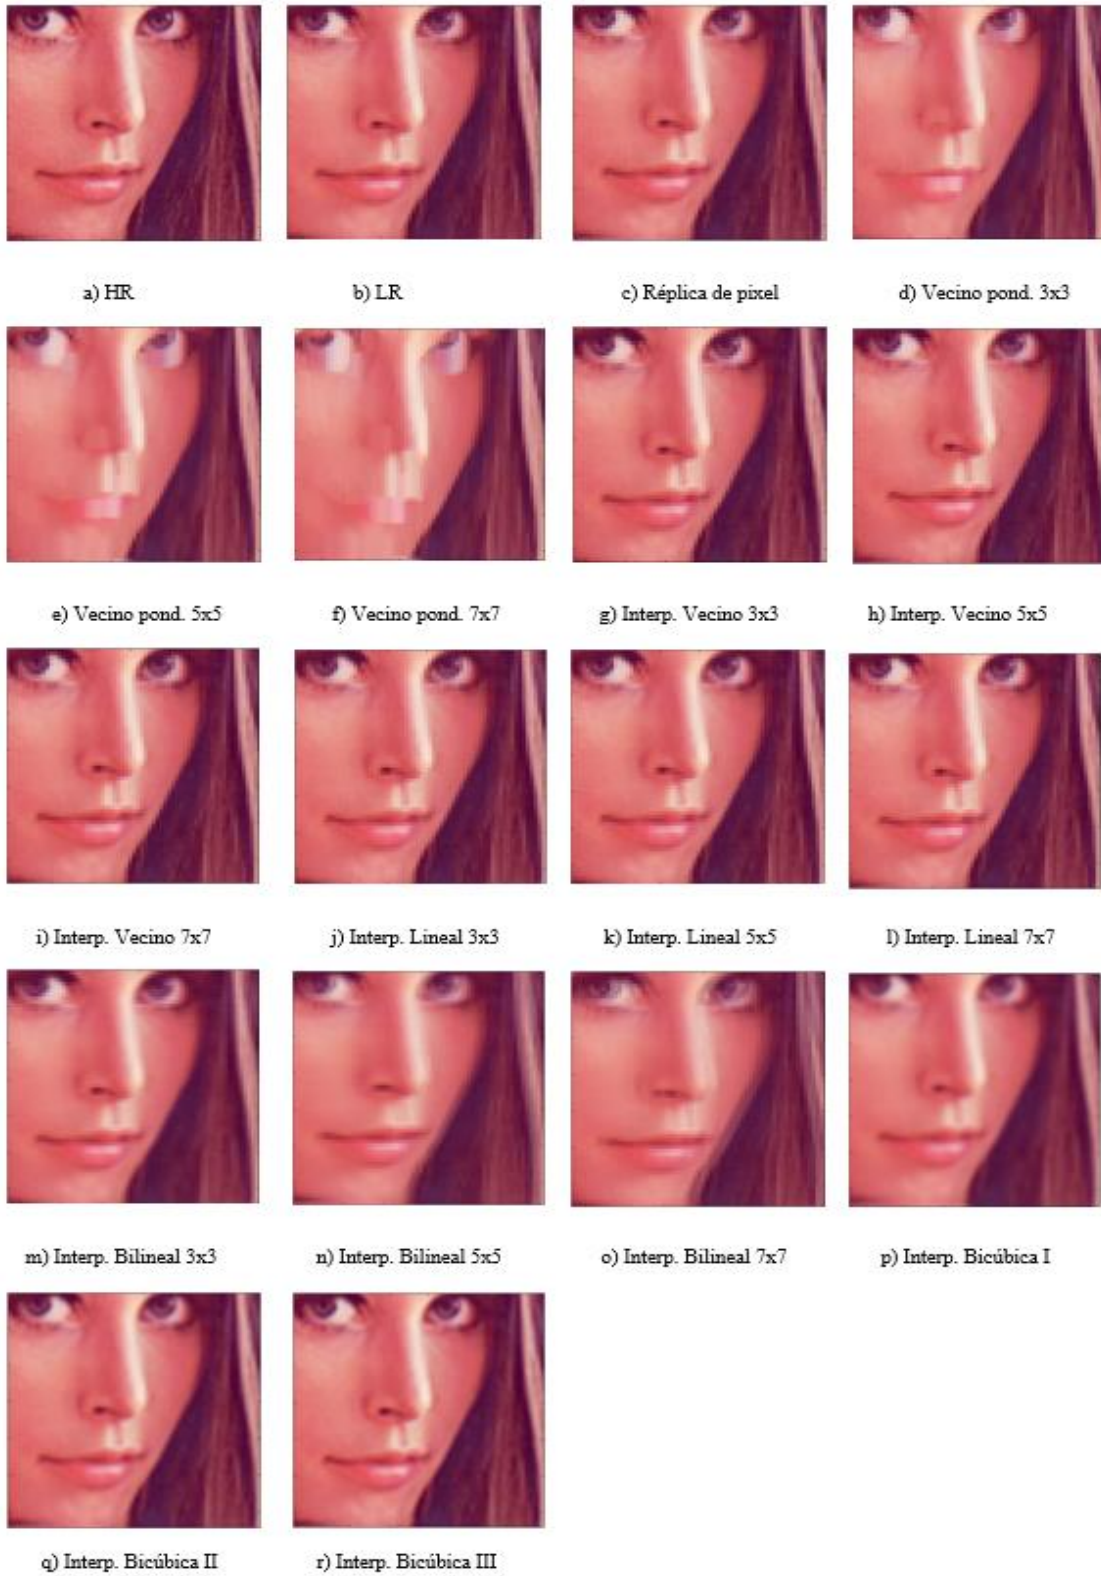 a) HR
b) LR
c) Réplica de pixel
d) Vecino pond. 3x3
e) Vecino pond. 5x5
f) Vecino pond. 7x7
g) Interp. Vecino 3x3
h) Interp. Vecino 5x5
i) Interp. Vecino 7x7
j) Interp. Lineal 3x3
k) Interp. Lineal 5x5
l) Interp. Lineal 7x7
m) Interp. Bilineal 3x3
n) Interp. Bilineal 5x5
o) Interp. Bilineal 7x7
p) Interp. Bicúbica I
q) Interp. Bicúbica II
r) Interp. Bicúbica III